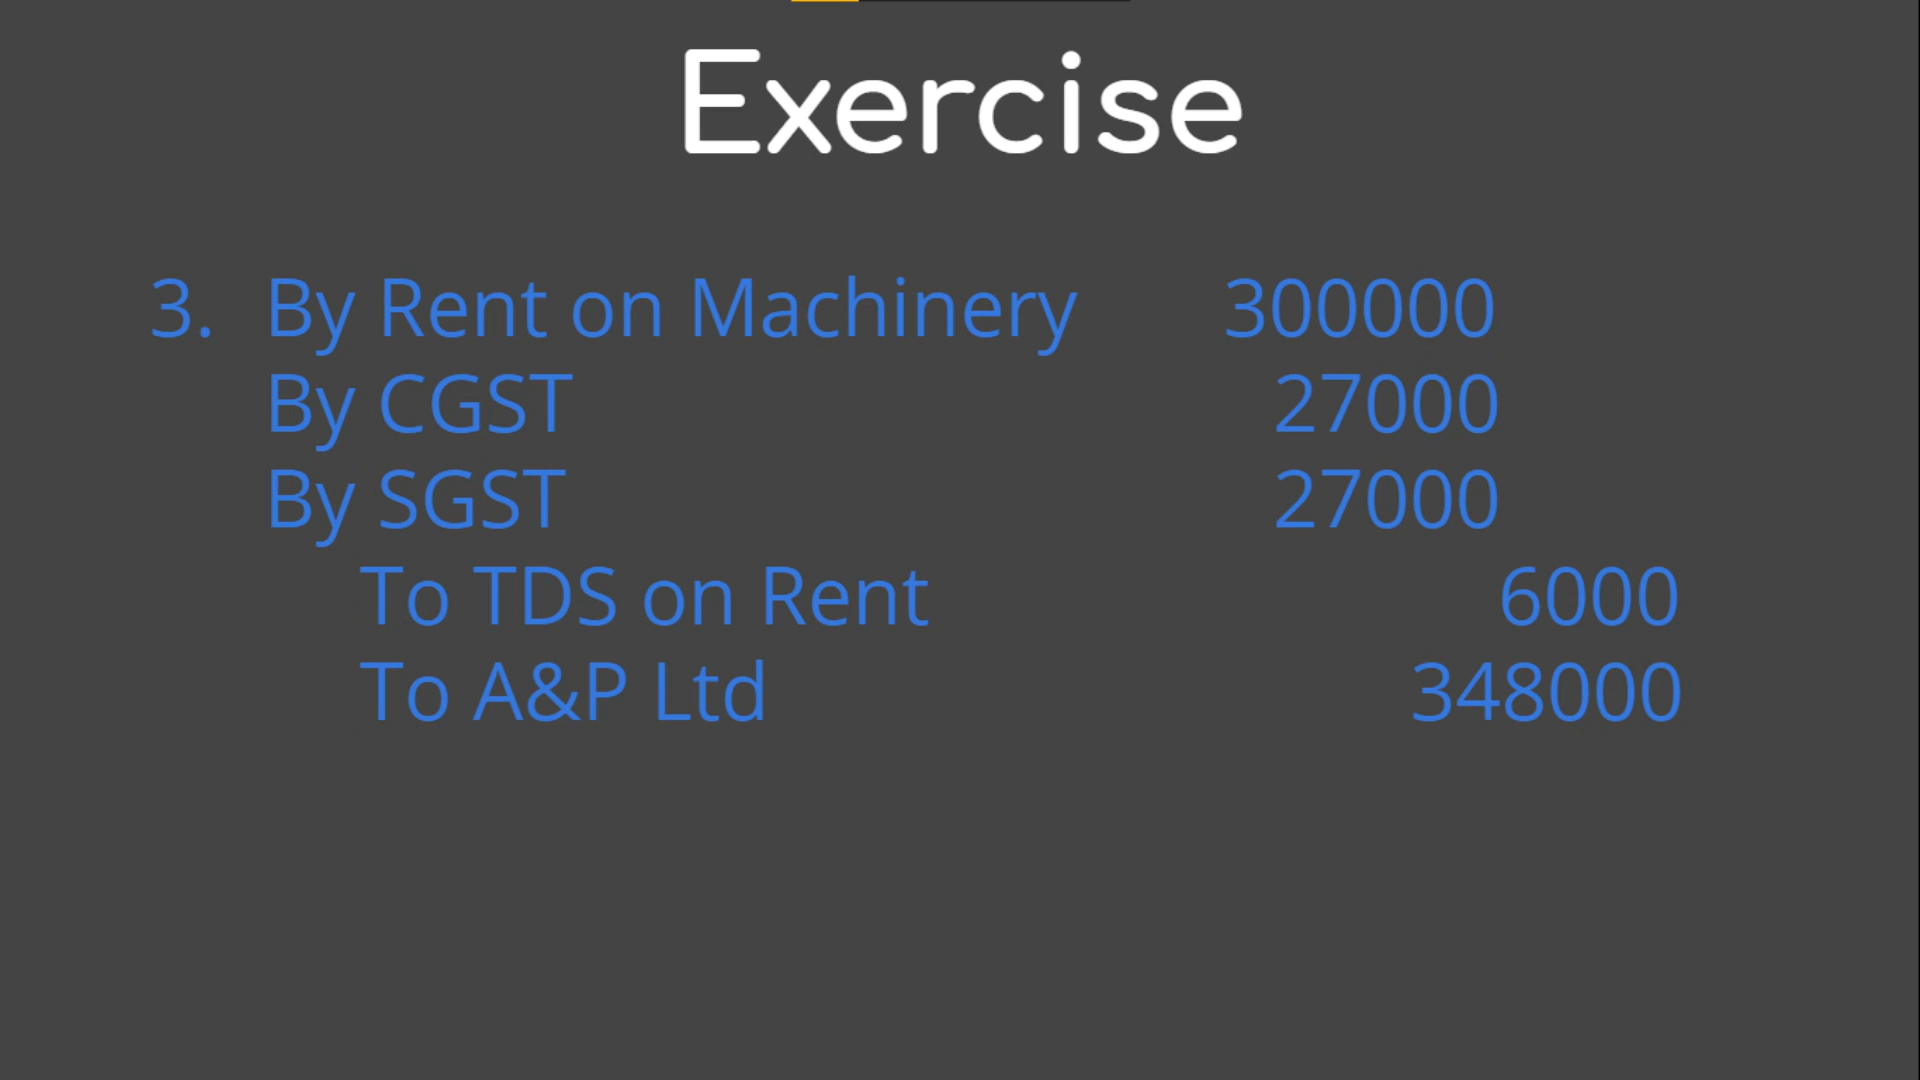 Exercise
3. By Rent on Machinery 300000
By CGST 27000
By SGST 27000
To TDS on Rent 6000
To A&P Ltd 348000